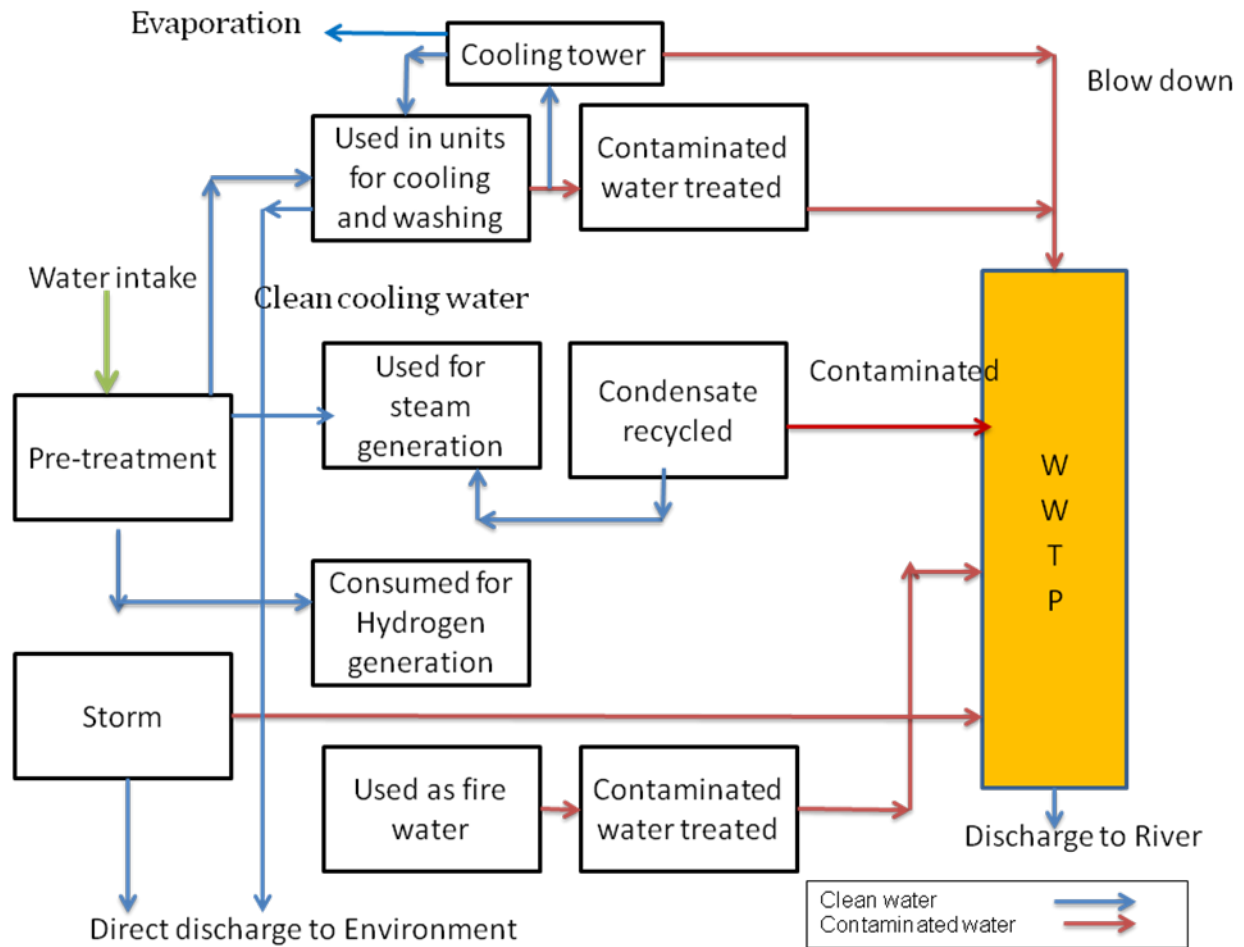 Evaporation
Cooling tower
Blow down
Used in units
for cooling
and washing
Contaminated
water treated
Water intake
Clean cooling water
Pre-treatment
Used for
steam
generation
Condensate
recycled
Contaminated
W
W
T
P
Consumed for
Hydrogen
generation
Storm
Used as fire
water
Contaminated
water treated
Discharge to River
Direct discharge to Environment
Clean water
Contaminated water